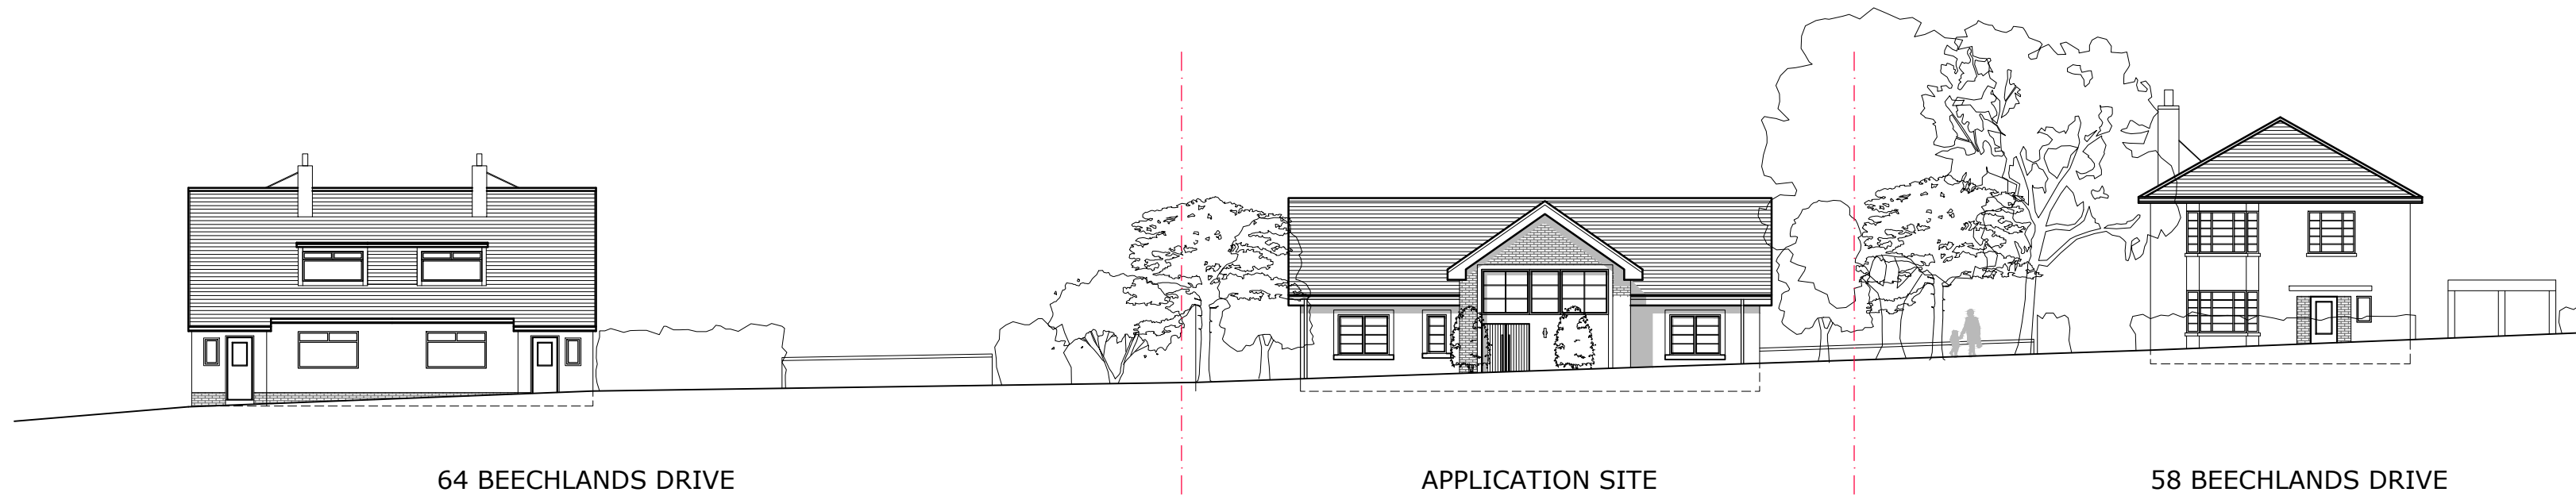 64 BEECHLANDS DRIVE
APPLICATION SITE
58 BEECHLANDS DRIVE